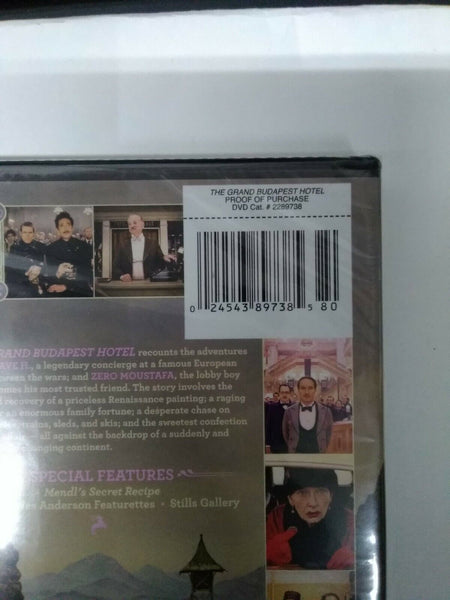 THE GRAND BUDAPEST HOTEL
PROOF OF PURCHASE
DVD Cat. # 2289738
0 24543 89738 5 80
RAND BUDAPEST HOTEL recounts the adventures
AVE H., a legendary concierge at a famous European
the wars; and ZERO MOUSTAFA, the lobby boy
his most trusted friend. The story involves the
recovery of a priceless Renaissance painting; a raging
an enormous family fortune; a desperate chase on
trains, sleds, and skis; and the sweetest confection
all against the backdrop of a suddenly and
continent.
SPECIAL FEATURES
• Mendl's Secret Recipe
Anderson Featurettes • Stills Gallery